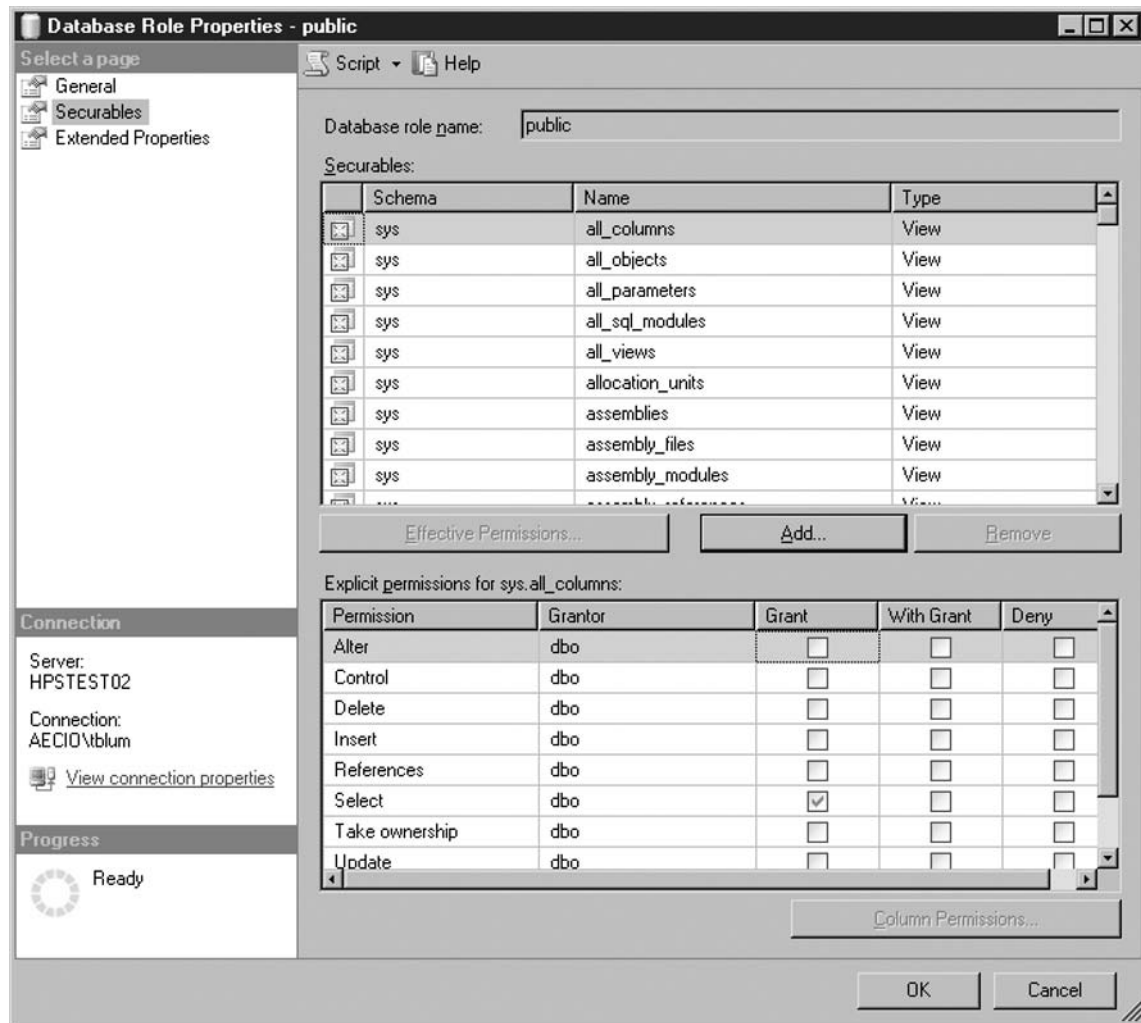 Database Role Properties - public
Select a page
General
Securables
Extended Properties
Script
Help
Database role name: public
Securables:
Schema Name Type
sys all_columns View
sys all_objects View
sys all_parameters View
sys all_sql_modules View
sys all_views View
sys allocation_units View
sys assemblies View
sys assembly_files View
sys assembly_modules View
Effective Permissions... Add... Remove
Explicit permissions for sys.all_columns:
Permission Grantor Grant With Grant Deny
Alter dbo
Control dbo
Delete dbo
Insert dbo
References dbo
Select dbo
Take ownership dbo
Update dbo
Column Permissions...
Connection
Server:
HPSTEST02
Connection:
AECIO\tblum
View connection properties
Progress
Ready
OK Cancel